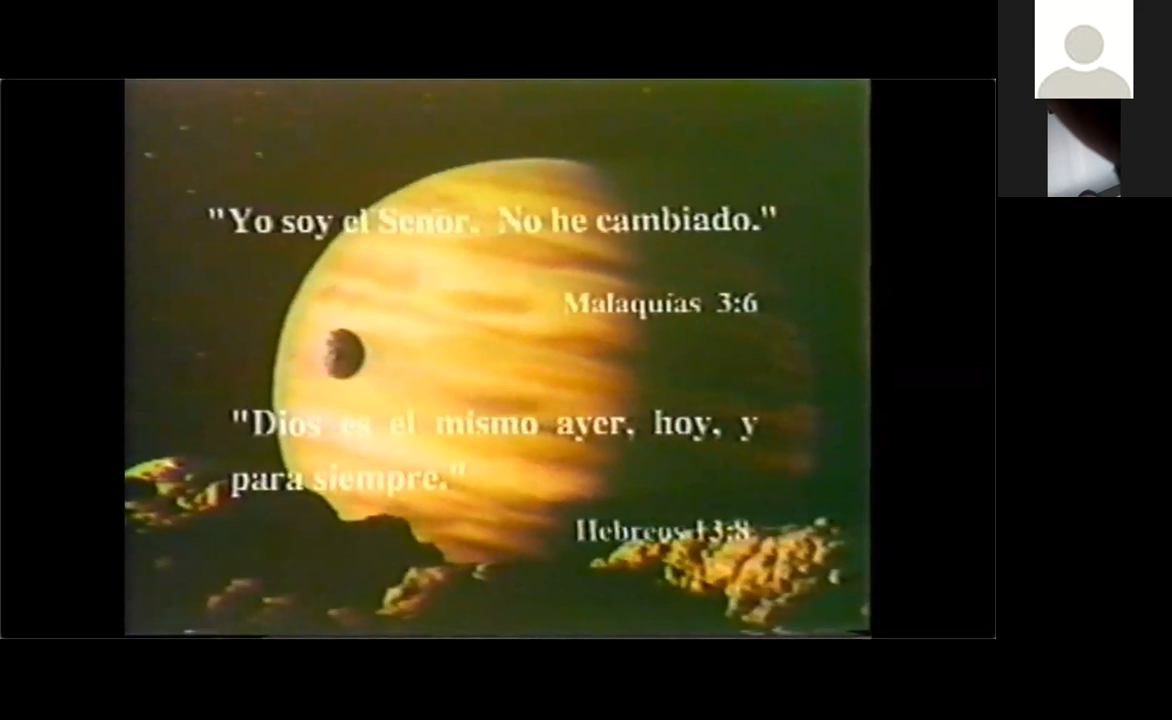 "Yo soy el Señor. No he cambiado."
Malaquías 3:6
"Dios es el mismo ayer, hoy, y
para siempre."
Hebreos 13:8